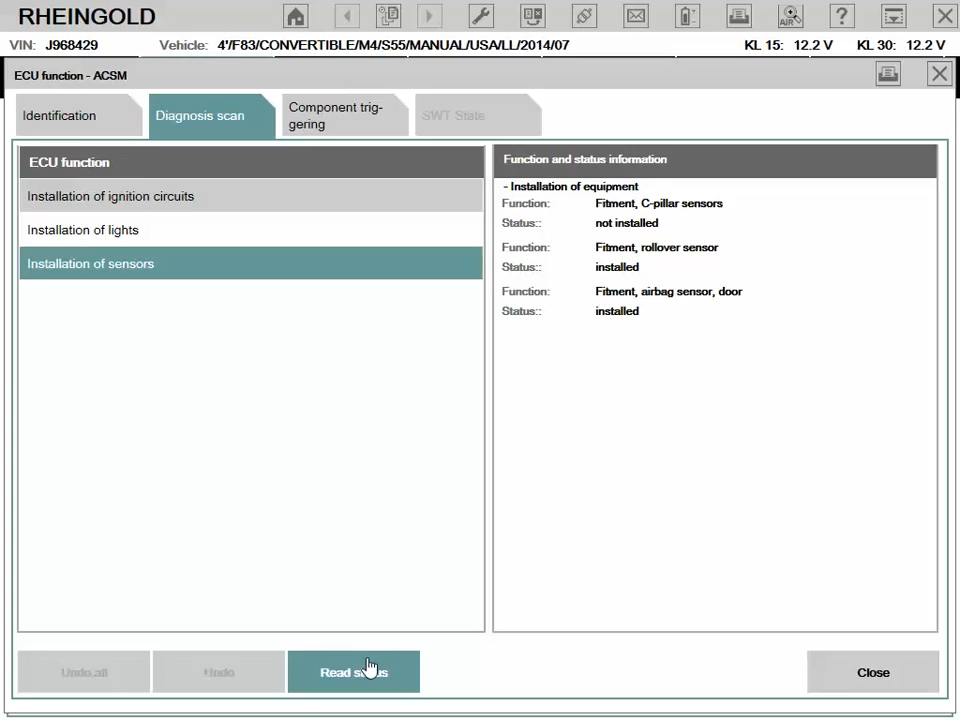 RHEINGOLD
VIN: J968429 Vehicle: 4'/F83/CONVERTIBLE/M4/S55/MANUAL/USA/LL/2014/07 KL 15: 12.2 V KL 30: 12.2 V
ECU function - ACSM
Identification
Diagnosis scan
Component trig-
gering
SWT State
ECU function
Installation of ignition circuits
Installation of lights
Installation of sensors
Function and status information
- Installation of equipment
Function: Fitment, C-pillar sensors
Status:: not installed
Function: Fitment, rollover sensor
Status:: installed
Function: Fitment, airbag sensor, door
Status:: installed
Undo all
Undo
Read status
Close